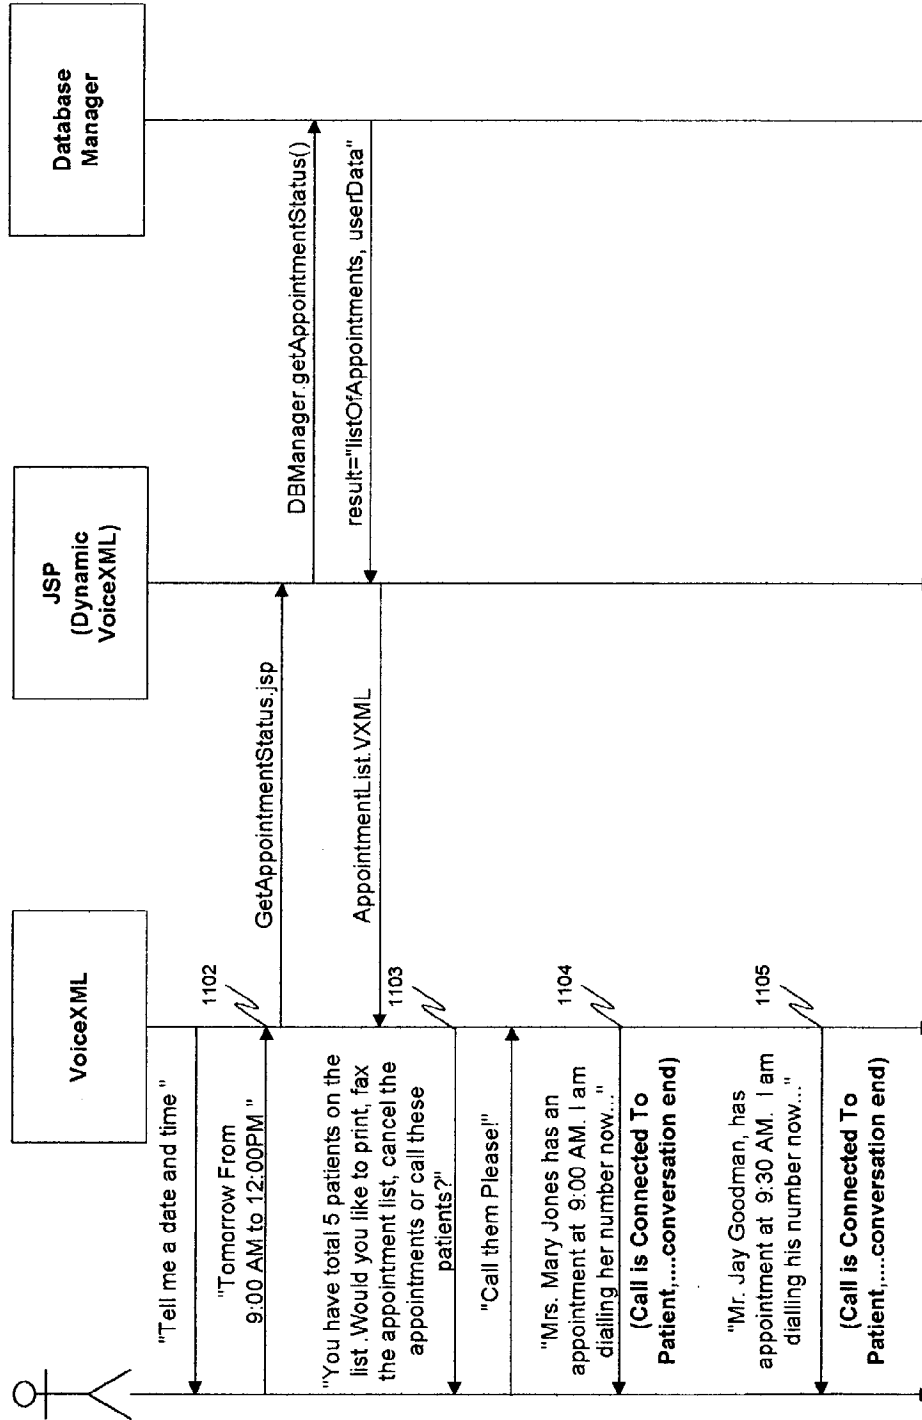 VoiceXML
JSP
(Dynamic
VoiceXML)
Database
Manager
"Tell me a date and time"
1102
"Tomorrow From
9:00 AM to 12:00PM "
GetAppointmentStatus.jsp
DBManager.getAppointmentStatus()
result="listOfAppointments, userData"
AppointmentList.VXML
1103
"You have total 5 patients on the
list .Would you like to print, fax
the appointment list, cancel the
appointments or call these
patients?"
"Call them Please!"
1104
"Mrs. Mary Jones has an
appointment at 9:00 AM. I am
dialling her number now..."
(Call is Connected To
Patient,....conversation end)
1105
"Mr. Jay Goodman, has
appointment at 9:30 AM. I am
dialling his number now..."
(Call is Connected To
Patient,....conversation end)